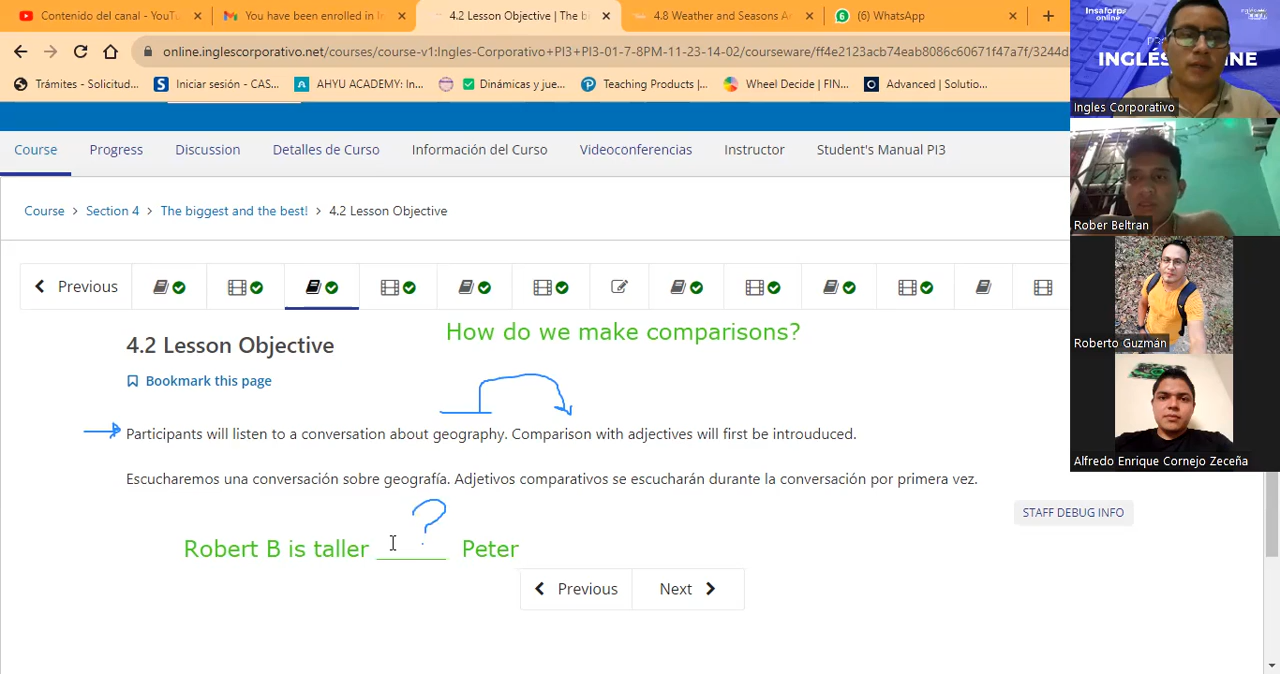 Contenido del canal - YouTu
You have been enrolled in In
4.2 Lesson Objective | The bi
4.8 Weather and Seasons A
(6) WhatsApp
online.inglescorporativo.net/courses/course-v1:Ingles-Corporativo+PI3+PI3-01-7-8PM-11-23-14-02/courseware/ff4e2123acb74eab8086c60671f47a7f/3244d
Trámites - Solicitud...
Iniciar sesión - CAS...
AHYU ACADEMY: In...
Dinámicas y jue...
Teaching Products |...
Wheel Decide | FIN...
Advanced | Solutio...
Insaforp online
INGLÉS ONLINE
Ingles Corporativo
Course Progress Discussion Detalles de Curso Información del Curso Videoconferencias Instructor Student's Manual PI3
Rober Beltran
Course > Section 4 > The biggest and the best! > 4.2 Lesson Objective
Previous
How do we make comparisons?
4.2 Lesson Objective
Roberto Guzmán
Bookmark this page
Participants will listen to a conversation about geography. Comparison with adjectives will first be introuduced.
Alfredo Enrique Cornejo Zeceña
Escucharemos una conversación sobre geografía. Adjetivos comparativos se escucharán durante la conversación por primera vez.
STAFF DEBUG INFO
?
Robert B is taller ______ Peter
Previous Next